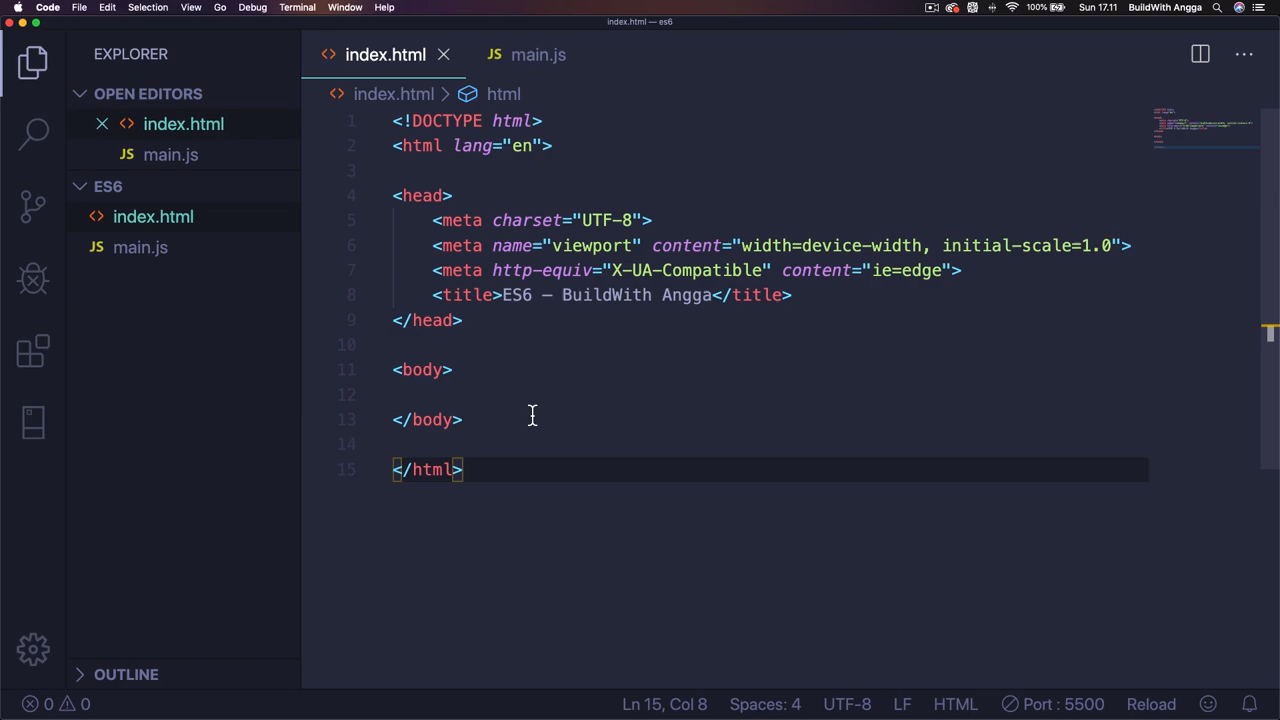 Code File Edit Selection View Go Debug Terminal Window Help 100% Sun 17.11 BuildWith Angga
index.html — es6
EXPLORER
OPEN EDITORS
index.html
JS main.js
ES6
index.html
JS main.js
OUTLINE
index.html JS main.js
index.html html
1 <!DOCTYPE html>
2 <html lang="en">
3
4 <head>
5 <meta charset="UTF-8">
6 <meta name="viewport" content="width=device-width, initial-scale=1.0">
7 <meta http-equiv="X-UA-Compatible" content="ie=edge">
8 <title>ES6 — BuildWith Angga</title>
9 </head>
10
11 <body>
12
13 </body>
14
15 </html>
0 0 Ln 15, Col 8 Spaces: 4 UTF-8 LF HTML Port : 5500 Reload